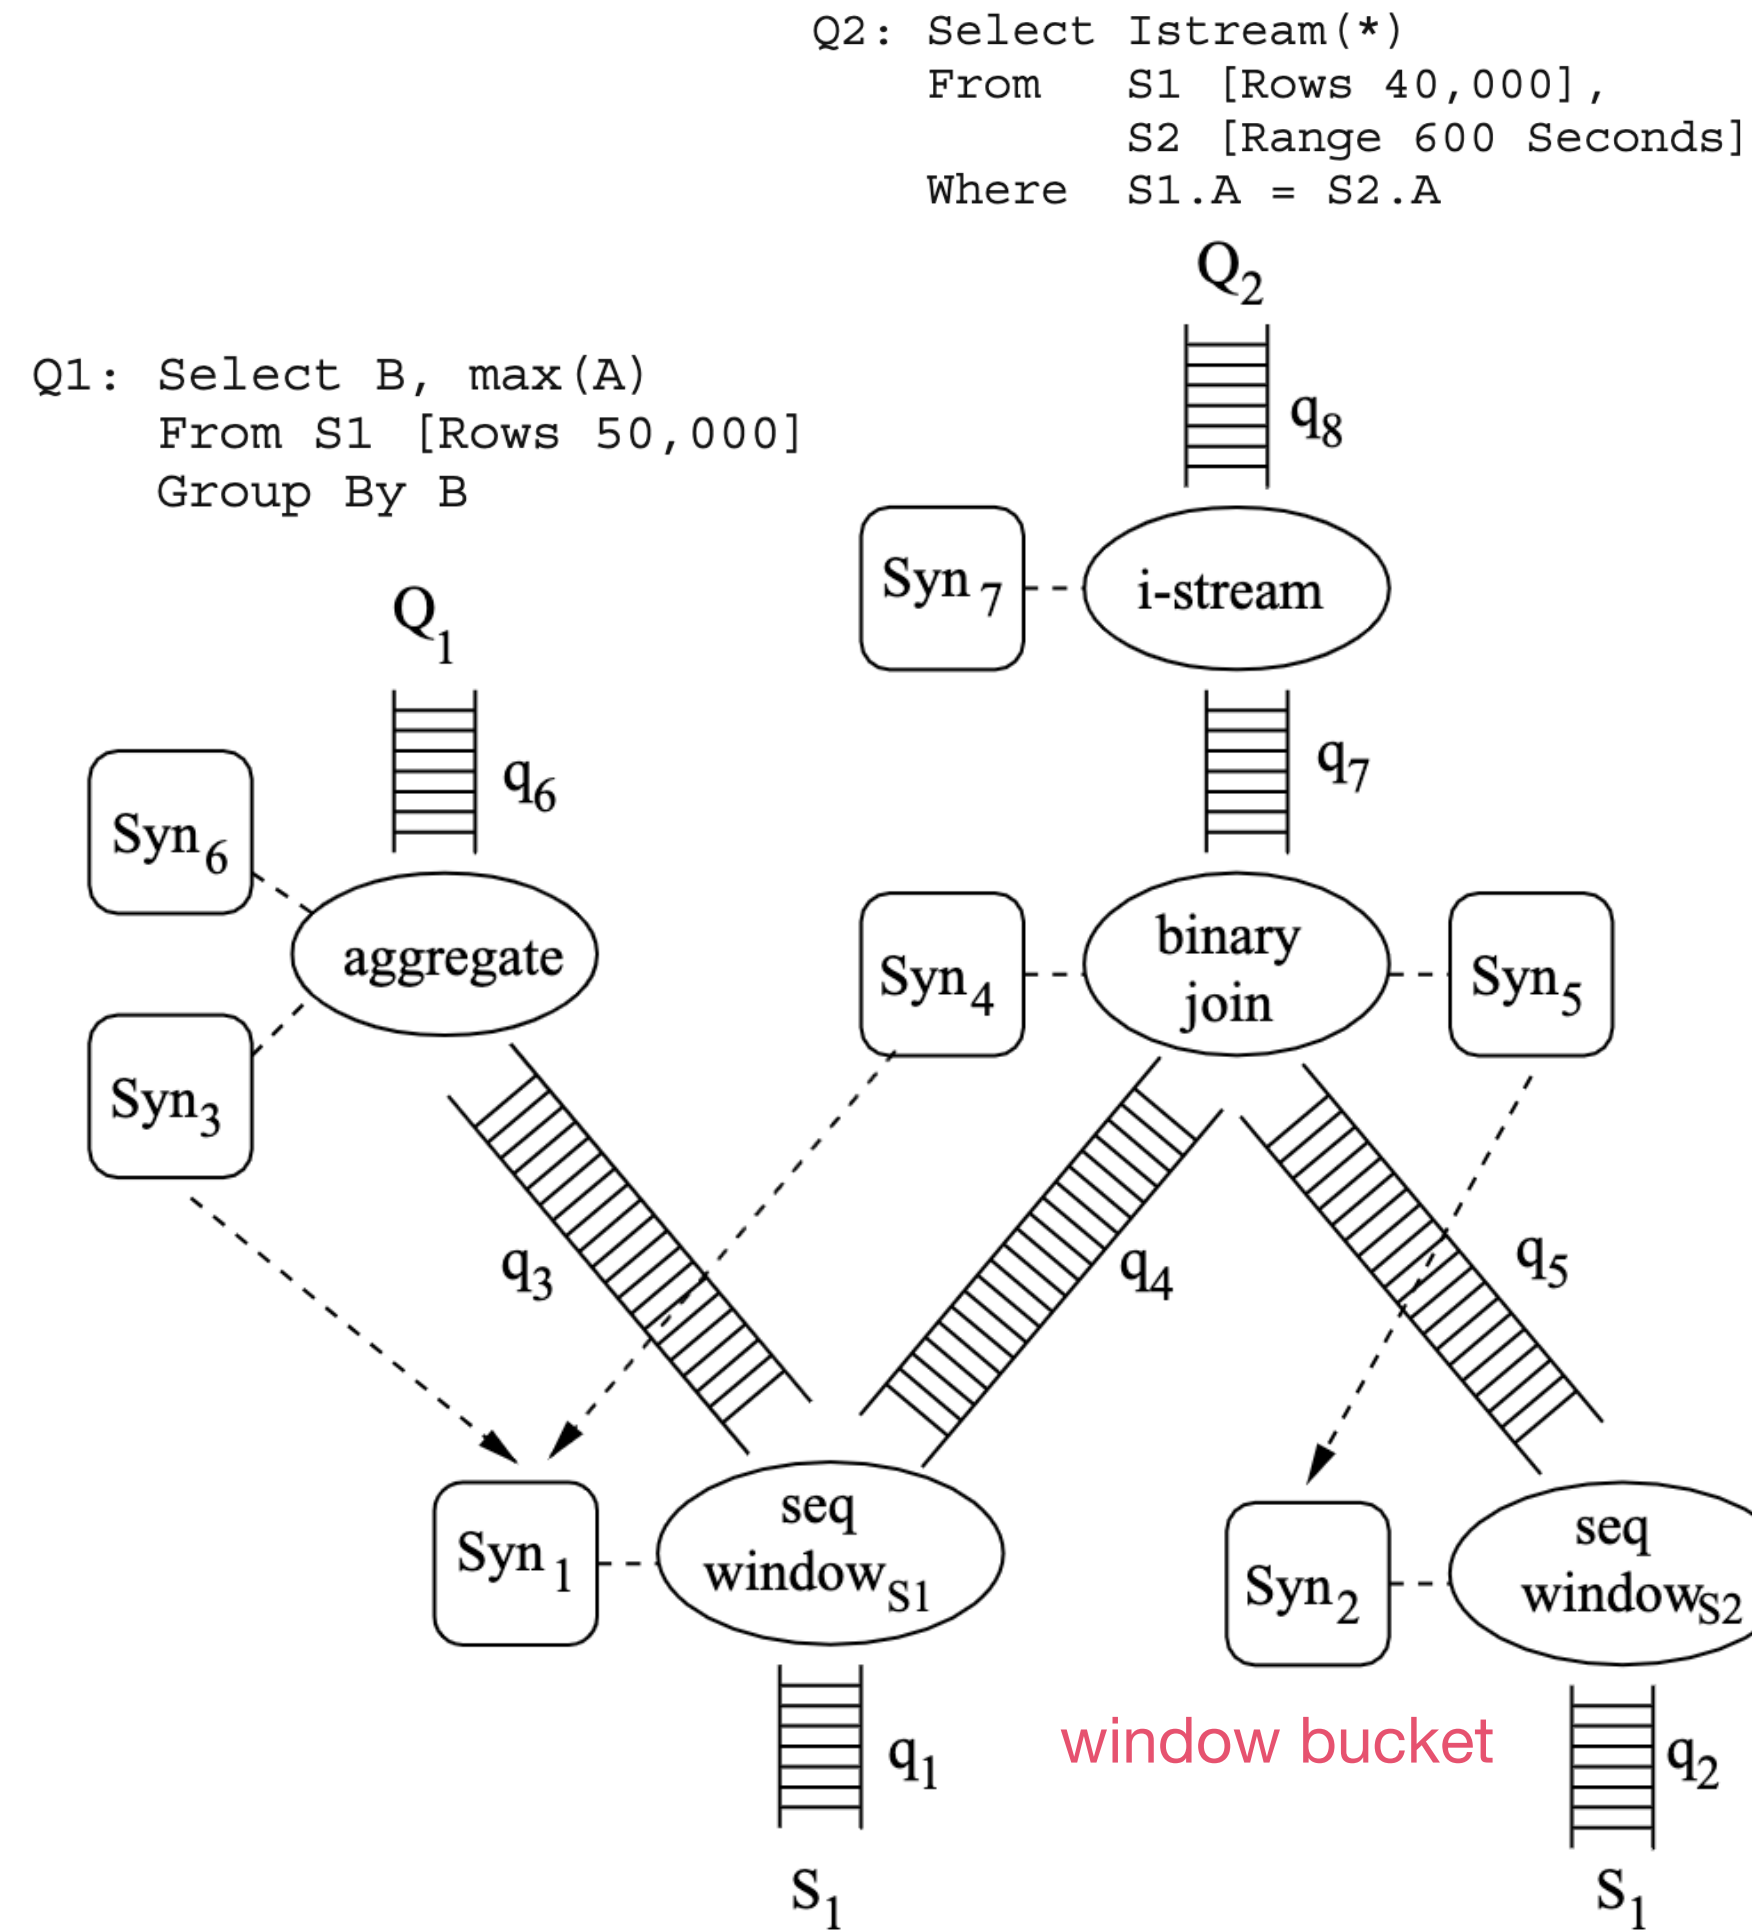 Q2: Select Istream(*)
From S1 [Rows 40,000],
S2 [Range 600 Seconds]
Where S1.A = S2.A
Q2
q8
Q1: Select B, max(A)
From S1 [Rows 50,000]
Group By B
Syn7
i-stream
Q1
q7
q6
Syn6
aggregate
Syn4
binary
join
Syn5
Syn3
q3
q4
q5
Syn1
seq
windowS1
Syn2
seq
windowS2
q1
window bucket
q2
S1
S1